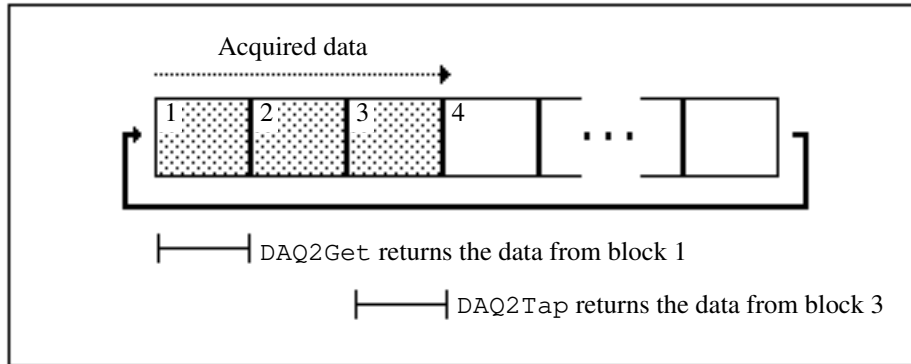 Acquired data
1 2 3 4
DAQ2Get returns the data from block 1
DAQ2Tap returns the data from block 3